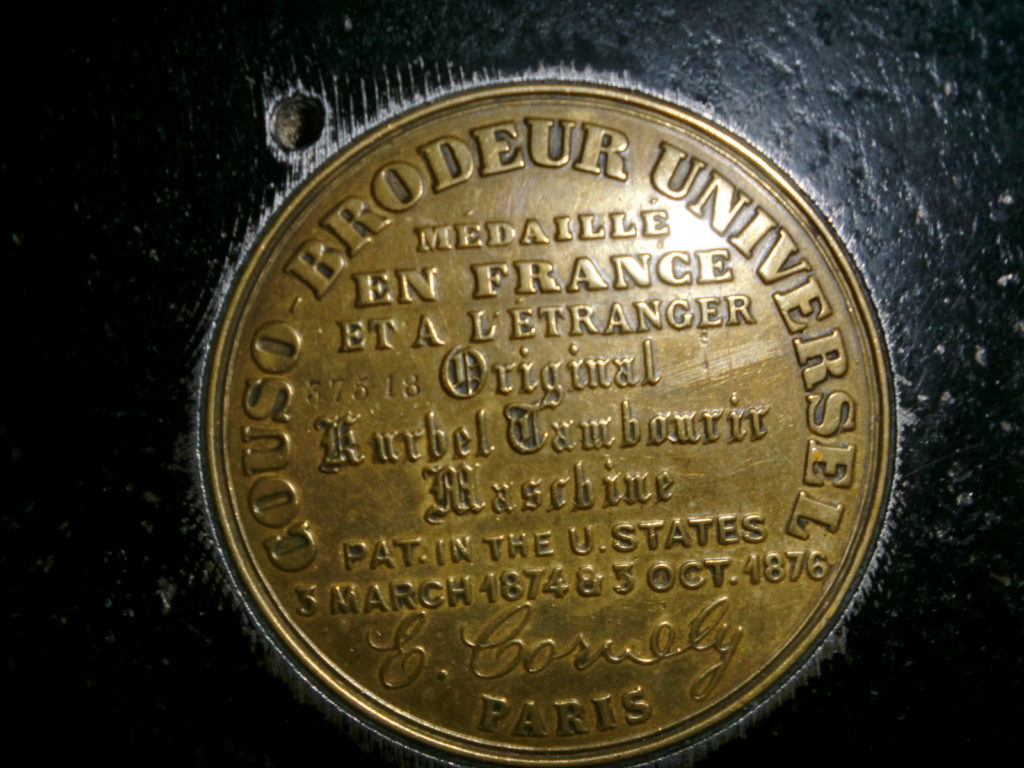 COUSO-BRODEUR UNIVERSEL
MEDAILLÉ
EN FRANCE
ET A L'ETRANGER
37518 Original
Kurbel Tambourir
Maschine
PAT. IN THE U. STATES
3 MARCH 1874 & 3 OCT. 1876
E. Cornely
PARIS